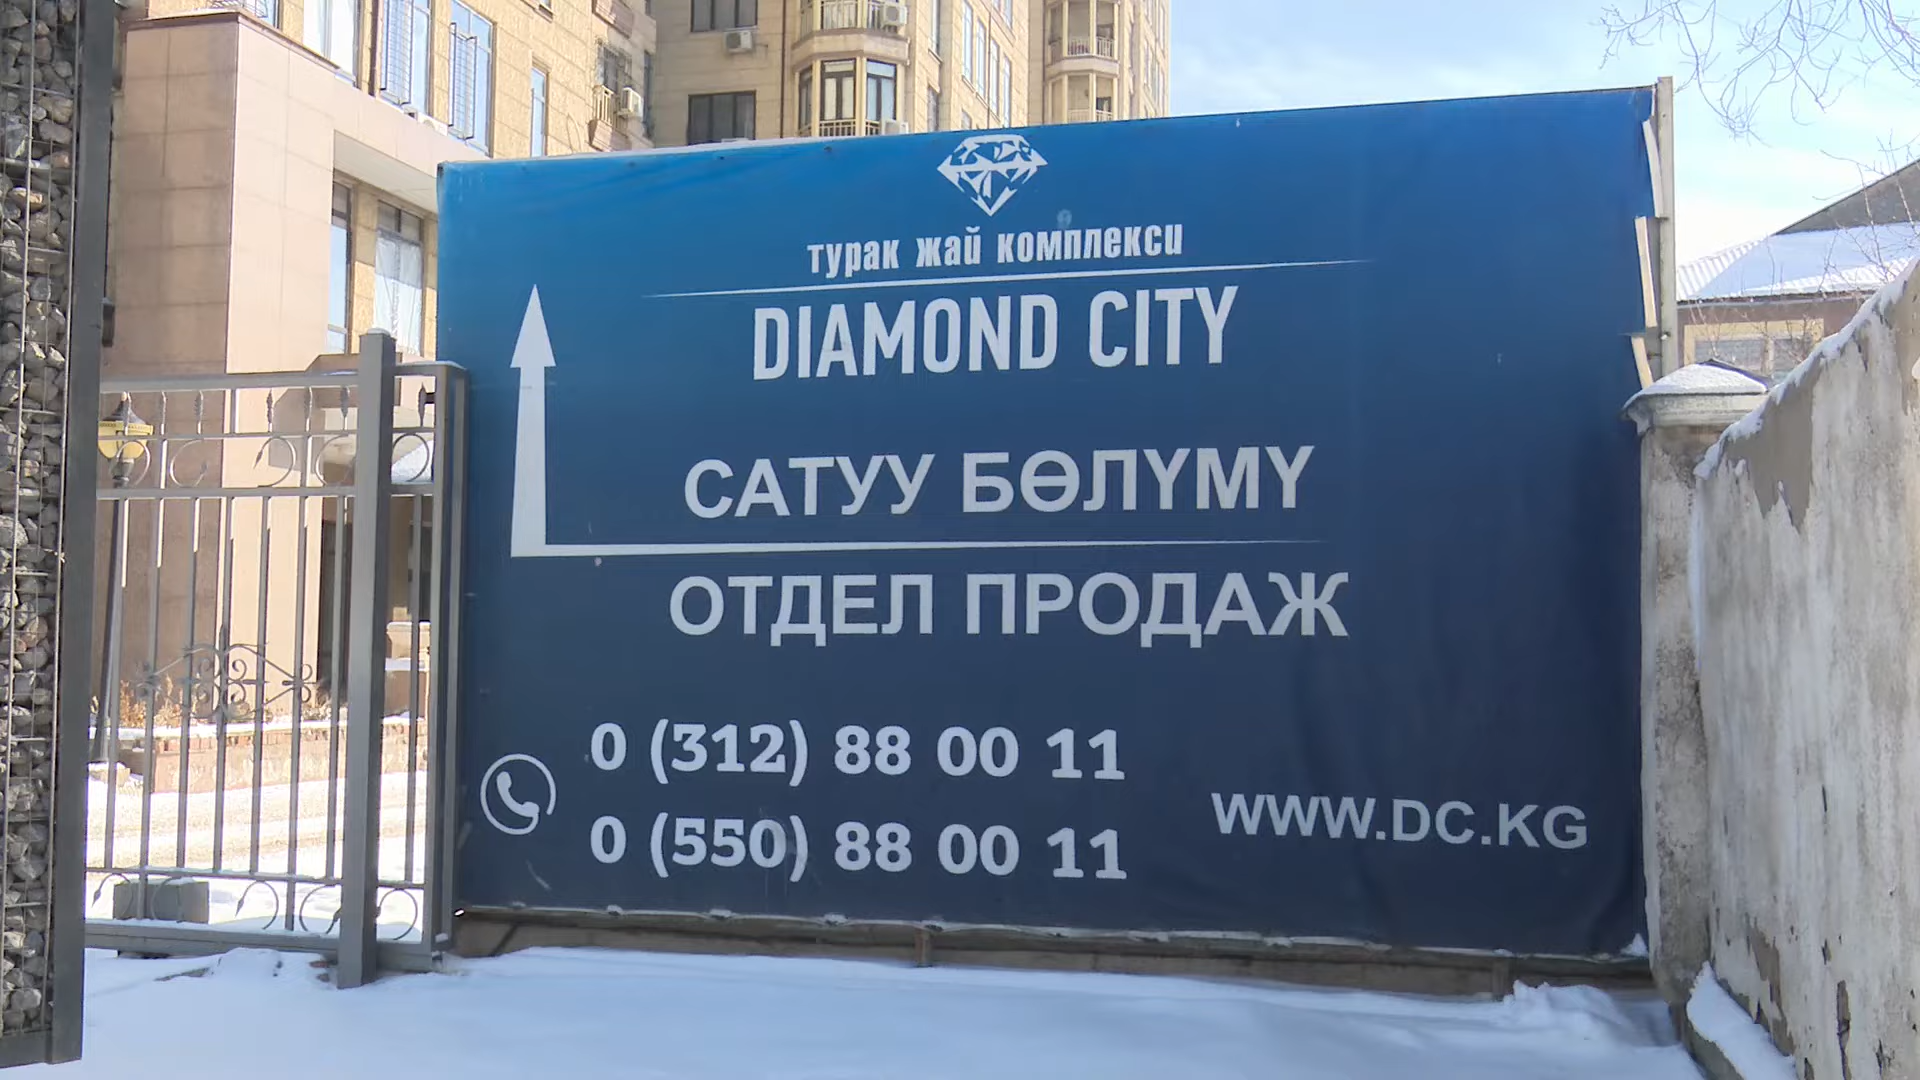 турак жай комплекси
DIAMOND CITY
САТУУ БӨЛҮМҮ
ОТДЕЛ ПРОДАЖ
0 (312) 88 00 11
0 (550) 88 00 11
WWW.DC.KG